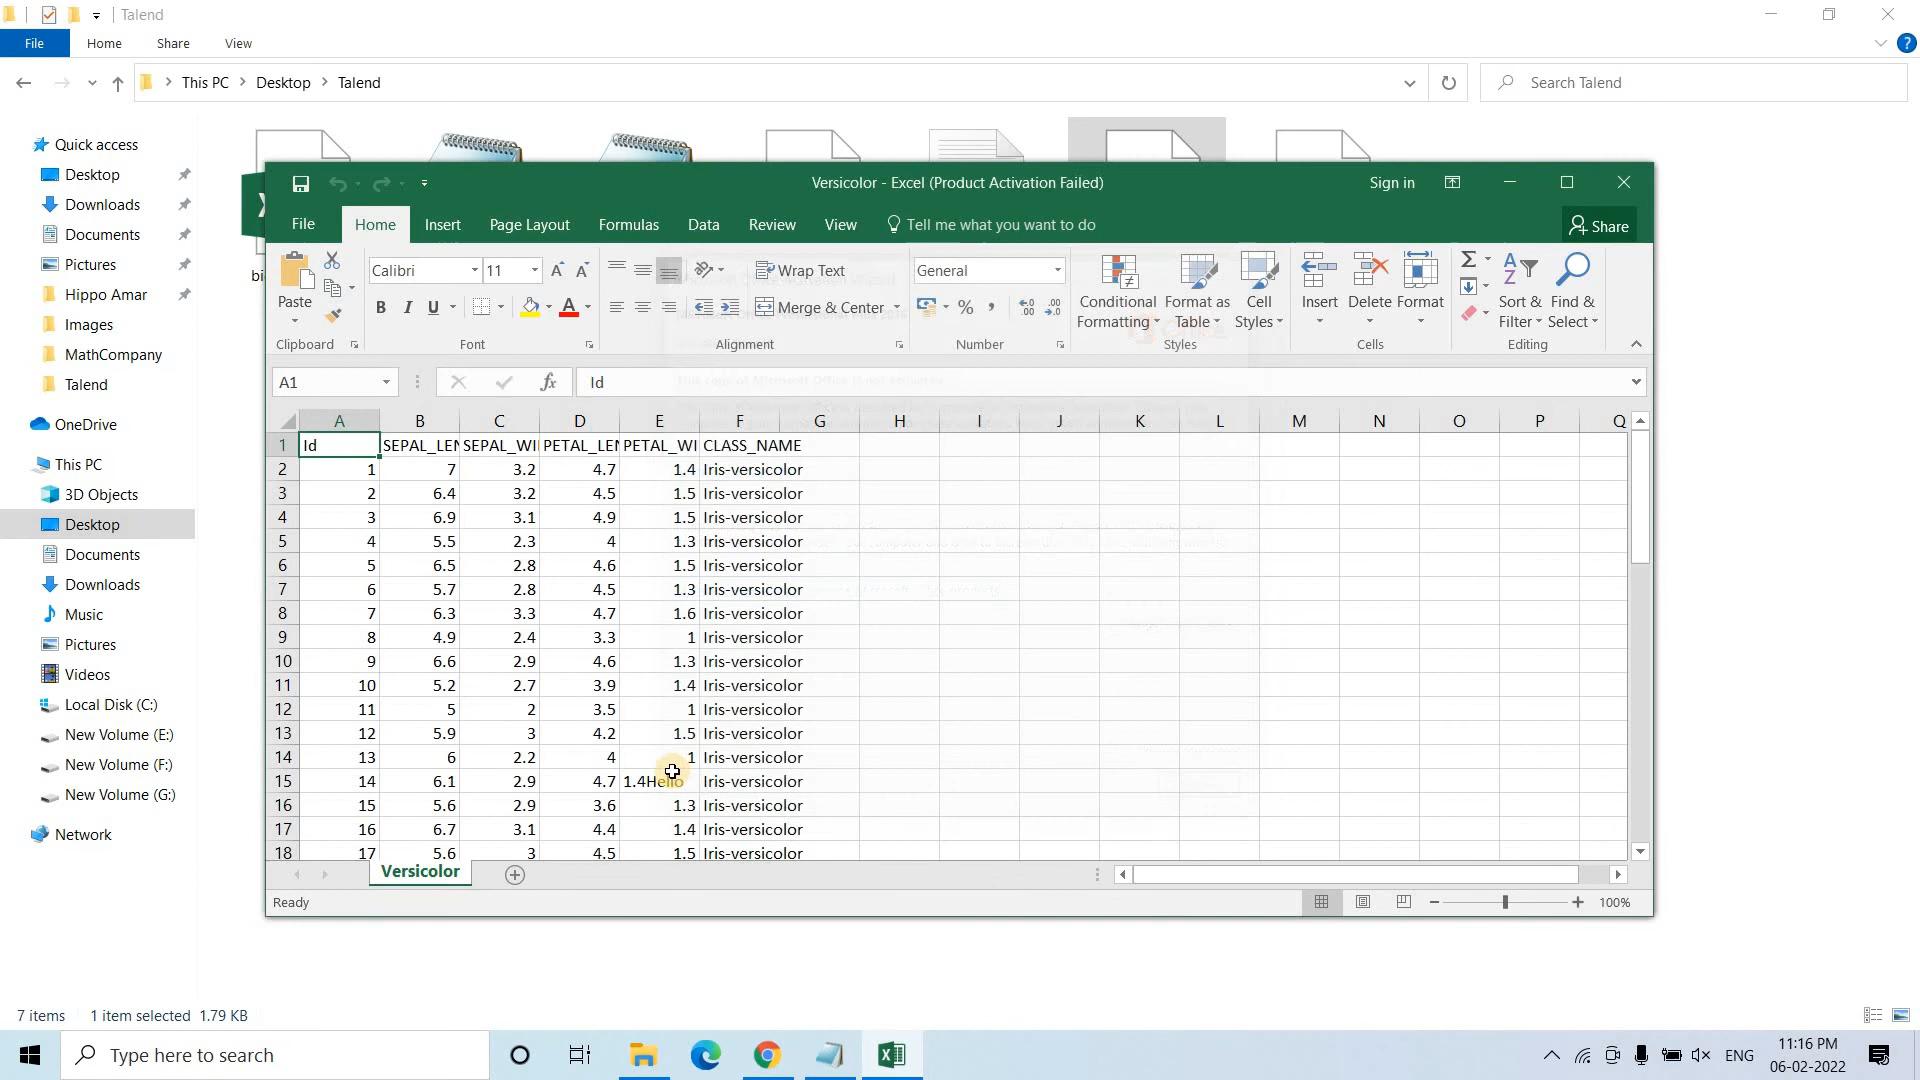 Talend
File Home Share View
This PC Desktop Talend
Search Talend
Quick access
Desktop
Downloads
Documents
Pictures
Hippo Amar
Images
MathCompany
Talend
OneDrive
This PC
3D Objects
Desktop
Documents
Downloads
Music
Pictures
Videos
Local Disk (C:)
New Volume (E:)
New Volume (F:)
New Volume (G:)
Network
Versicolor - Excel (Product Activation Failed)
Sign in
File Home Insert Page Layout Formulas Data Review View Tell me what you want to do
Share
Paste
Clipboard
Calibri 11
B I U
Font
Wrap Text
Merge & Center
Alignment
General
Number
Conditional Formatting
Format as Table
Cell Styles
Styles
Insert Delete Format
Cells
Sort & Filter
Find & Select
Editing
A1 fx Id
A B C D E F G H I J K L M N O P Q
1 Id SEPAL_LEN SEPAL_WI PETAL_LEN PETAL_WI CLASS_NAME
2 1 7 3.2 4.7 1.4 Iris-versicolor
3 2 6.4 3.2 4.5 1.5 Iris-versicolor
4 3 6.9 3.1 4.9 1.5 Iris-versicolor
5 4 5.5 2.3 4 1.3 Iris-versicolor
6 5 6.5 2.8 4.6 1.5 Iris-versicolor
7 6 5.7 2.8 4.5 1.3 Iris-versicolor
8 7 6.3 3.3 4.7 1.6 Iris-versicolor
9 8 4.9 2.4 3.3 1 Iris-versicolor
10 9 6.6 2.9 4.6 1.3 Iris-versicolor
11 10 5.2 2.7 3.9 1.4 Iris-versicolor
12 11 5 2 3.5 1 Iris-versicolor
13 12 5.9 3 4.2 1.5 Iris-versicolor
14 13 6 2.2 4 1 Iris-versicolor
15 14 6.1 2.9 4.7 1.4Hello Iris-versicolor
16 15 5.6 2.9 3.6 1.3 Iris-versicolor
17 16 6.7 3.1 4.4 1.4 Iris-versicolor
18 17 5.6 3 4.5 1.5 Iris-versicolor
Versicolor
Ready
100%
7 items 1 item selected 1.79 KB
Type here to search
ENG
11:16 PM
06-02-2022